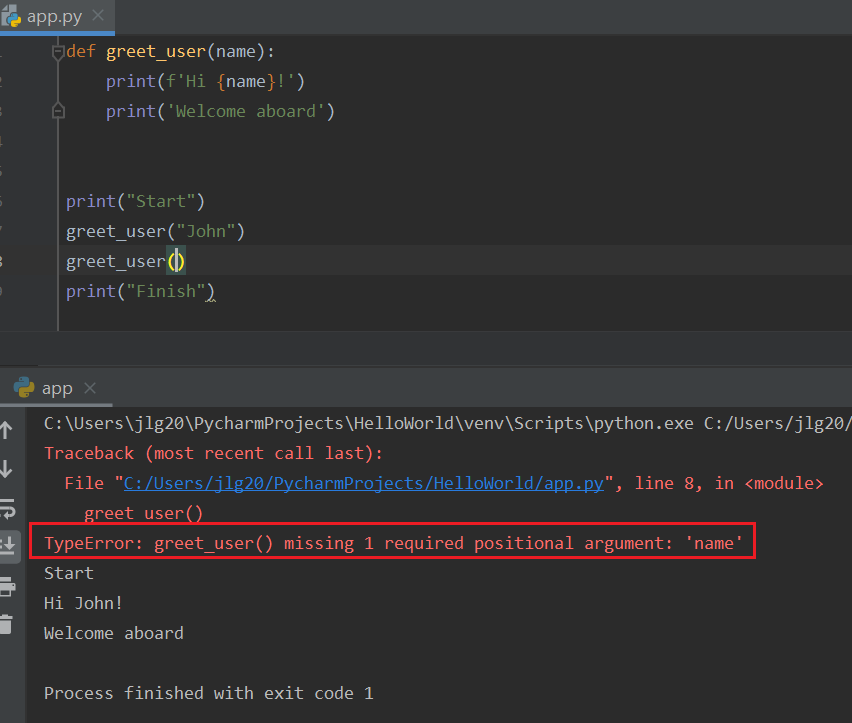 app.py
def greet_user(name):
    print(f'Hi {name}!')
    print('Welcome aboard')
print("Start")
greet_user("John")
greet_user()
print("Finish")
app
C:\Users\jlg20\PycharmProjects\HelloWorld\venv\Scripts\python.exe C:/Users/jlg20/
Traceback (most recent call last):
  File "C:/Users/jlg20/PycharmProjects/HelloWorld/app.py", line 8, in <module>
    greet_user()
TypeError: greet_user() missing 1 required positional argument: 'name'
Start
Hi John!
Welcome aboard
Process finished with exit code 1